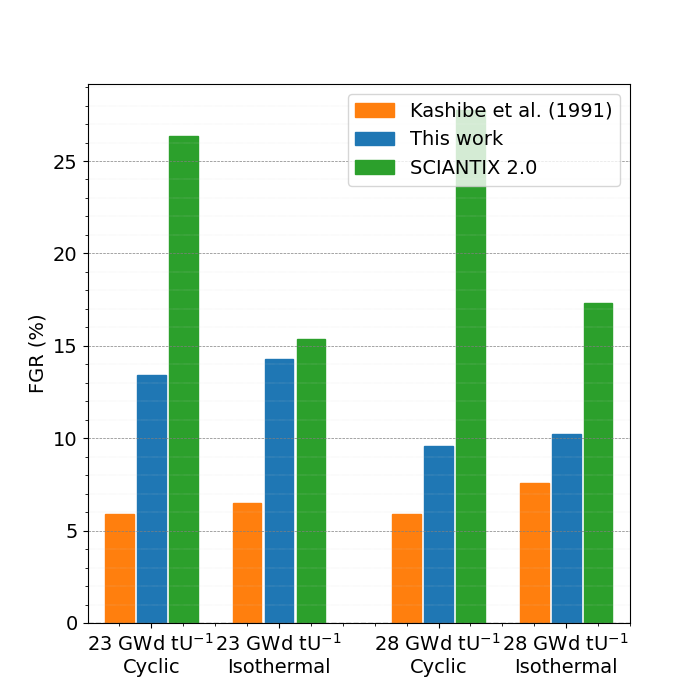 Kashibe et al. (1991)
This work
SCIANTIX 2.0
FGR (%)
25
20
15
10
5
0
23 GWd tU⁻¹ 23 GWd tU⁻¹ 28 GWd tU⁻¹ 28 GWd tU⁻¹
Cyclic Isothermal Cyclic Isothermal